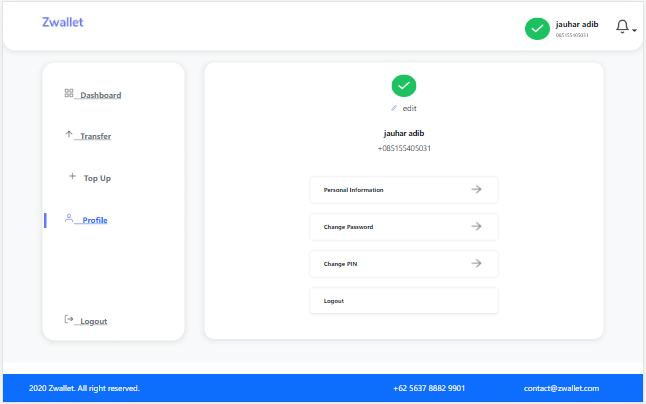 Zwallet
jauhar adib
085155405031
Dashboard
Transfer
Top Up
Profile
Logout
edit
jauhar adib
+085155405031
Personal Information
Change Password
Change PIN
Logout
2020 Zwallet. All right reserved.
+62 5637 8882 9901
contact@zwallet.com